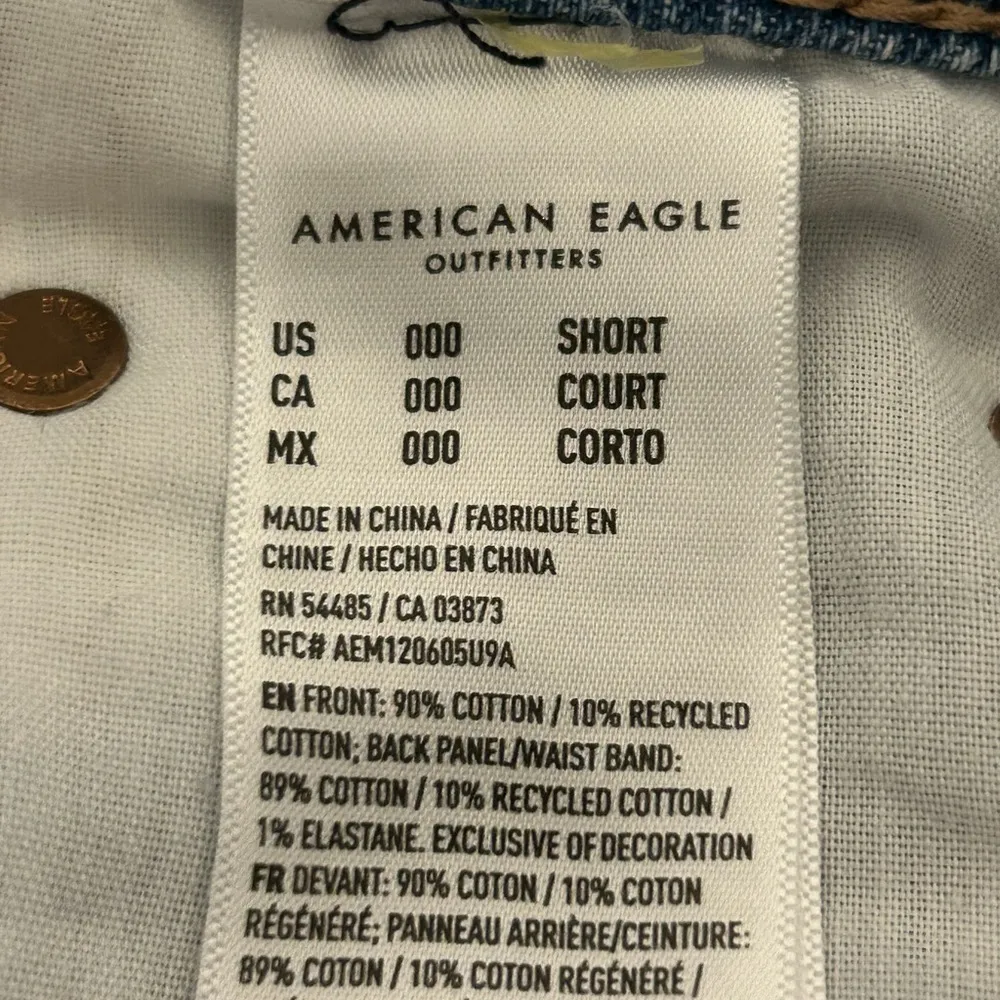 AMERICAN EAGLE
OUTFITTERS
US 000 SHORT
CA 000 COURT
MX 000 CORTO
MADE IN CHINA / FABRIQUÉ EN
CHINE / HECHO EN CHINA
RN 54485 / CA 03873
RFC# AEM120605U9A
EN FRONT: 90% COTTON / 10% RECYCLED
COTTON; BACK PANEL/WAIST BAND:
89% COTTON / 10% RECYCLED COTTON /
1% ELASTANE. EXCLUSIVE OF DECORATION
FR DEVANT: 90% COTON / 10% COTON
RÉGÉNÉRÉ; PANNEAU ARRIÈRE/CEINTURE:
89% COTON / 10% COTON RÉGÉNÉRÉ /